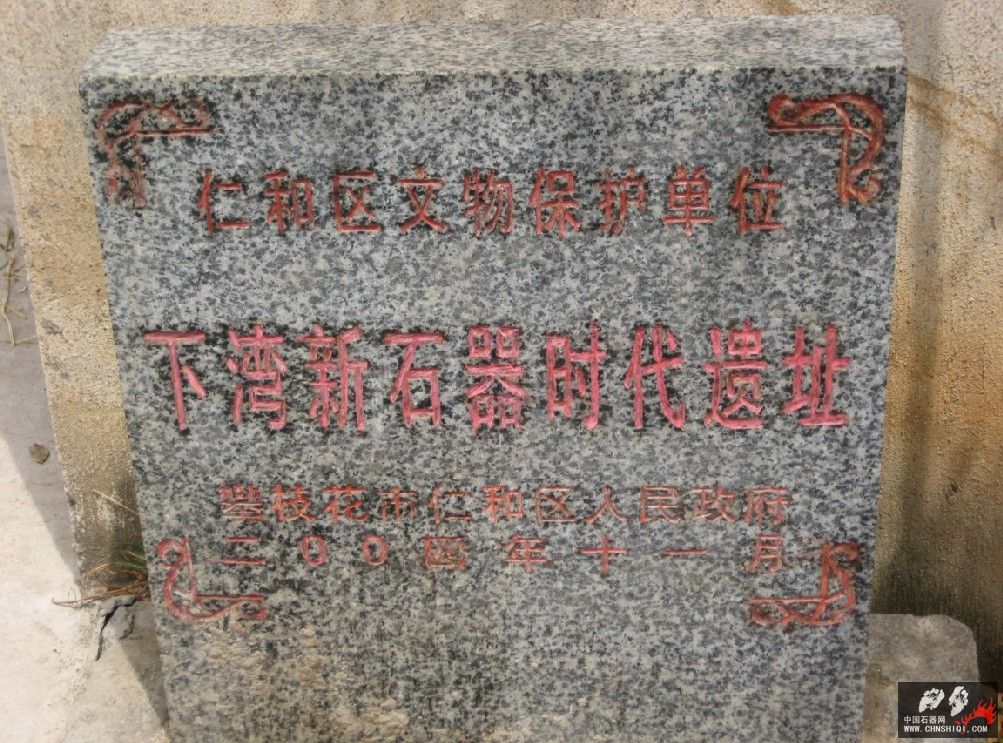 仁和区文物保护单位
下湾新石器时代遗址
攀枝花市仁和区人民政府
二00四年十一月
中国石器网
WWW.CHNSHIQI.COM